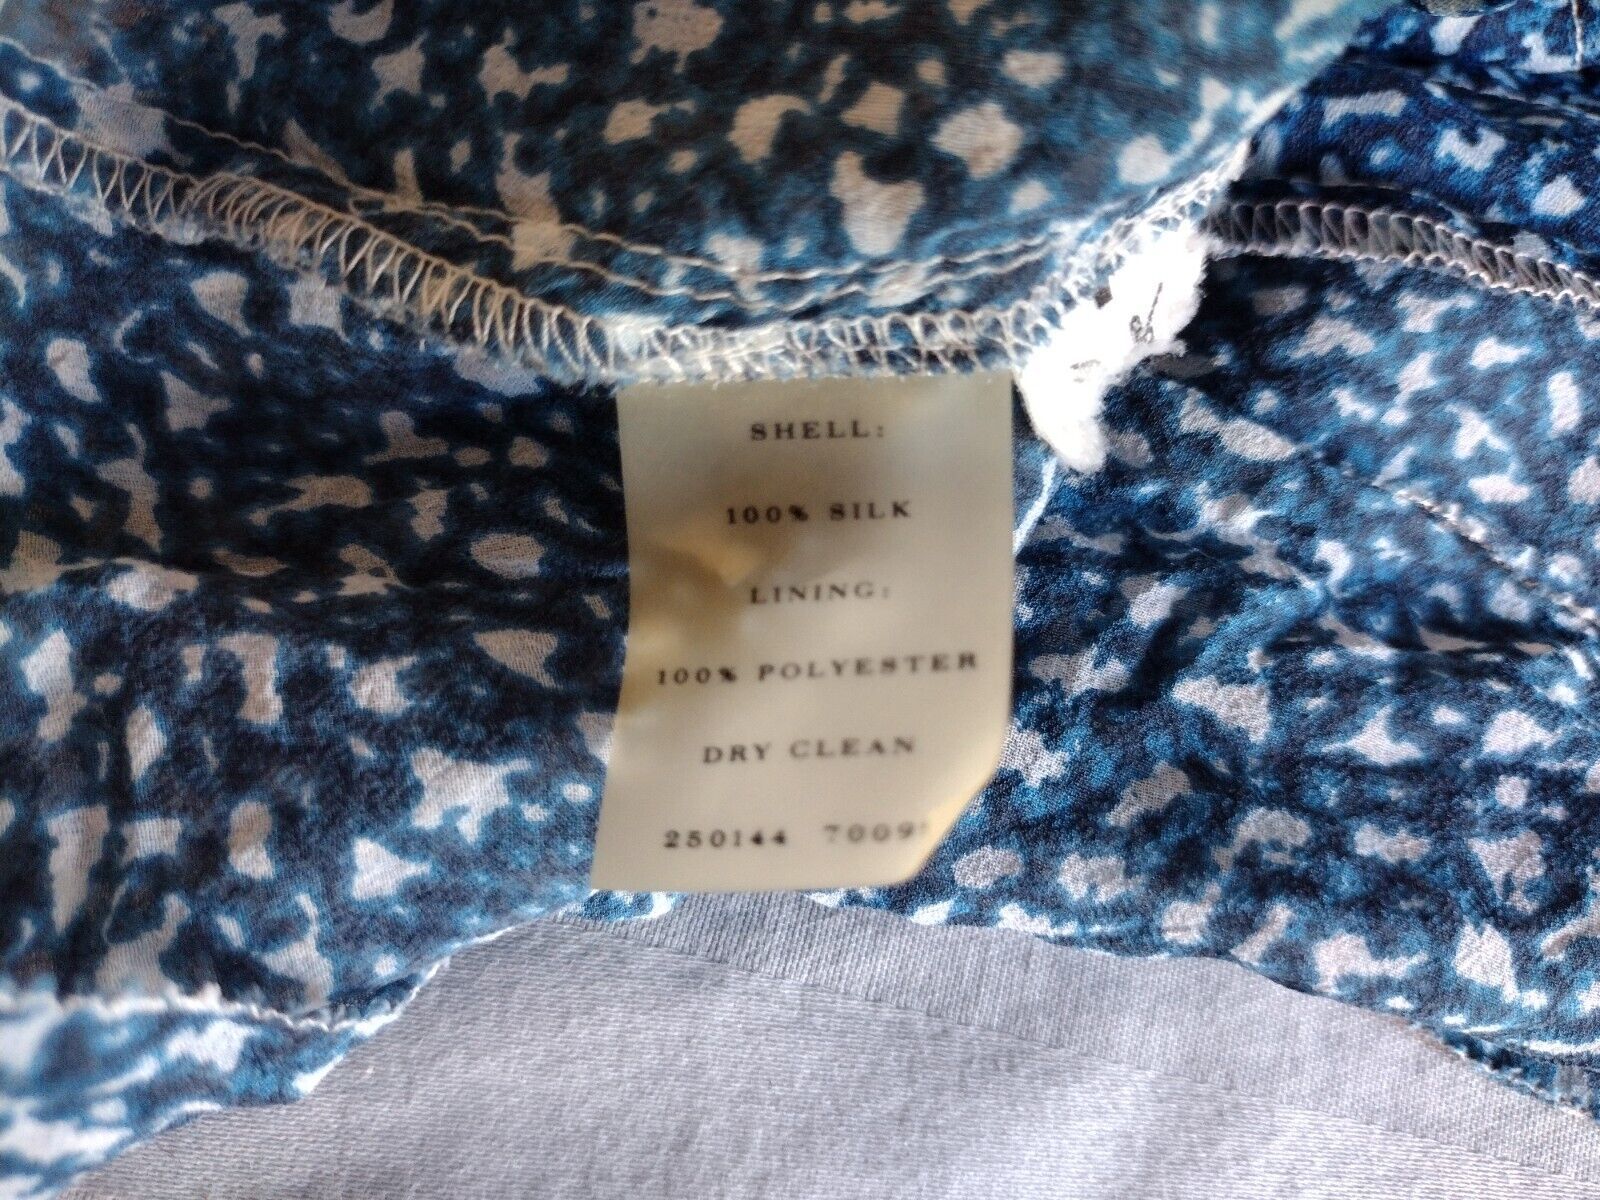 SHELL:
100% SILK
LINING:
100% POLYESTER
DRY CLEAN
250144